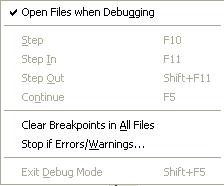 Open Files when Debugging
Step F10
Step In F11
Step Out Shift+F11
Continue F5
Clear Breakpoints in All Files
Stop if Errors/Warnings...
Exit Debug Mode Shift+F5